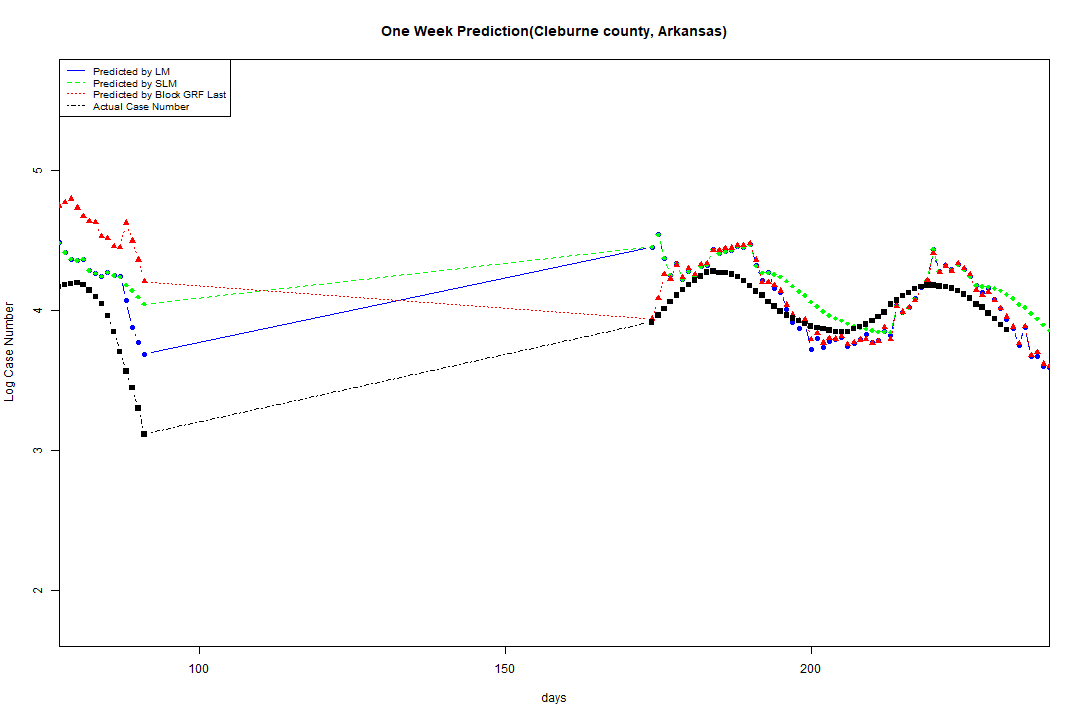 One Week Prediction(Cleburne county, Arkansas)
Predicted by LM
Predicted by SLM
Predicted by Block GRF Last
Actual Case Number
Log Case Number
5
4
3
2
100
150
200
days